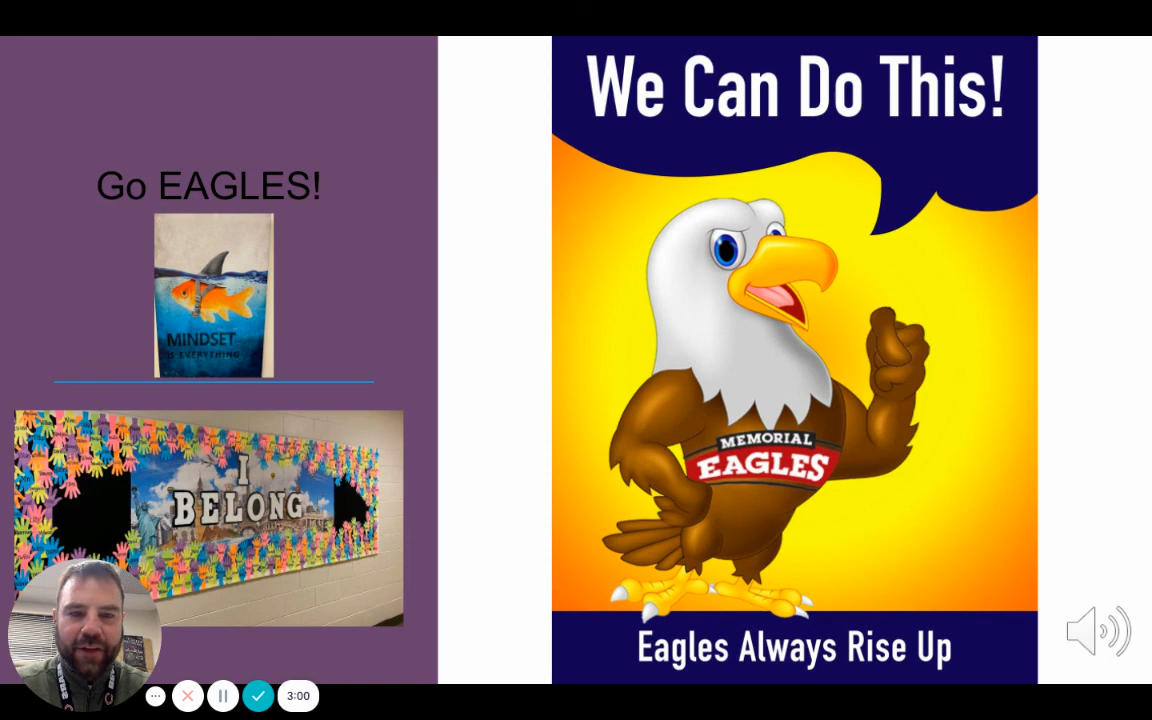 Go EAGLES!
MINDSET
IS EVERYTHING
I
BELONG
We Can Do This!
MEMORIAL
EAGLES
Eagles Always Rise Up
3:00